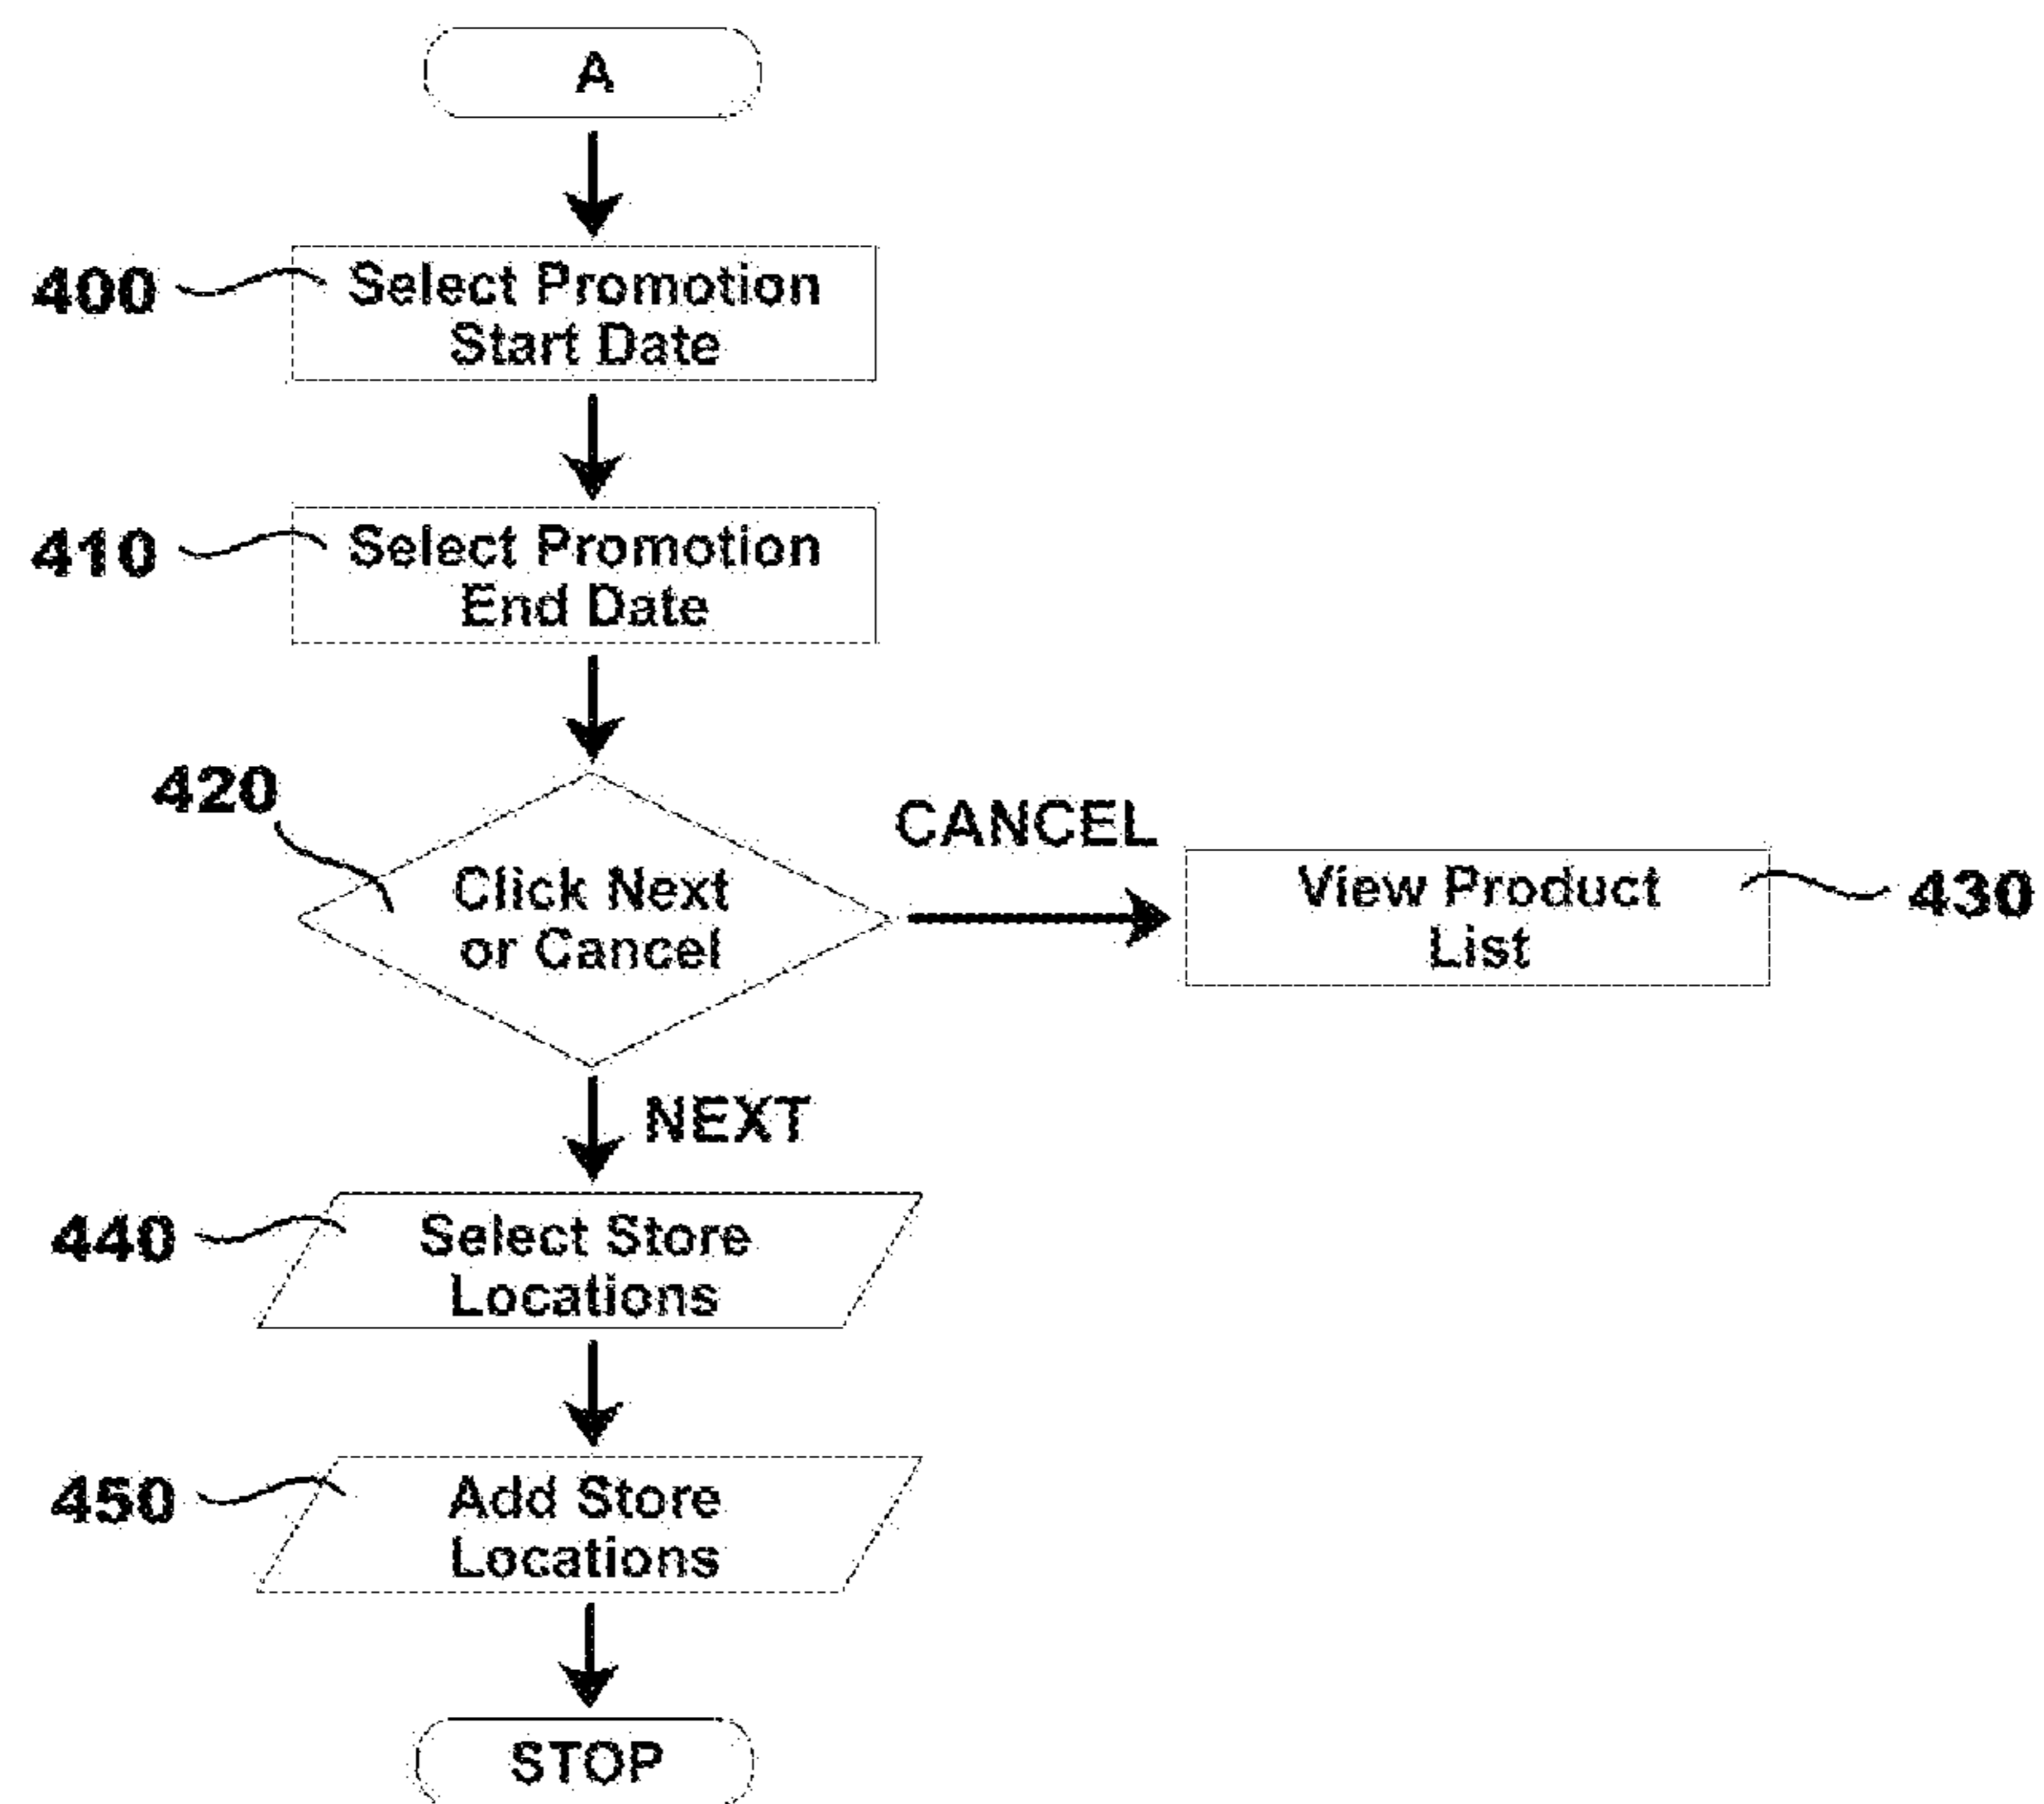 A
400
Select Promotion
Start Date
410
Select Promotion
End Date
420
Click Next
or Cancel
CANCEL
View Product
List
430
NEXT
440
Select Store
Locations
450
Add Store
Locations
STOP